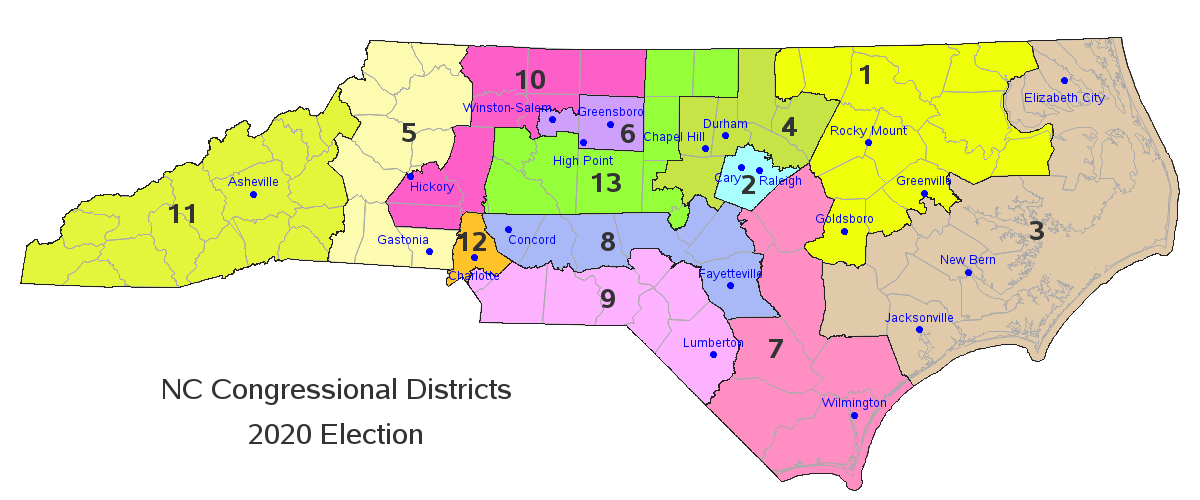 10
1
Elizabeth City
Winston-Salem
Greensboro
5
6
Chapel Hill
Durham
4
Rocky Mount
High Point
Hickory
13
Cary
Raleigh
2
Asheville
Greenville
11
Goldsboro
3
Gastonia
12
Concord
8
Charlotte
Fayetteville
New Bern
9
Jacksonville
Lumberton
7
NC Congressional Districts
Wilmington
2020 Election